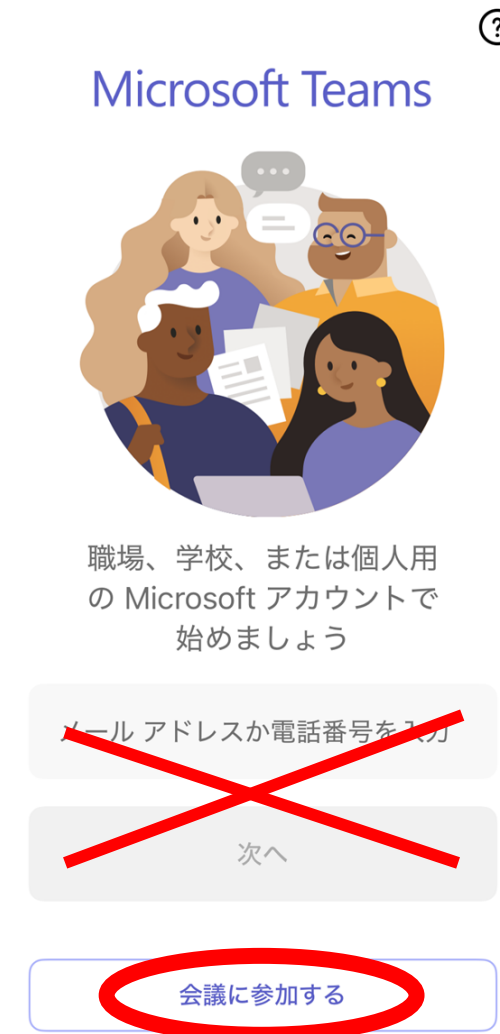 Microsoft Teams
職場、学校、または個人用
の Microsoft アカウントで
始めましょう
メール アドレスか電話番号を入力
次へ
会議に参加する